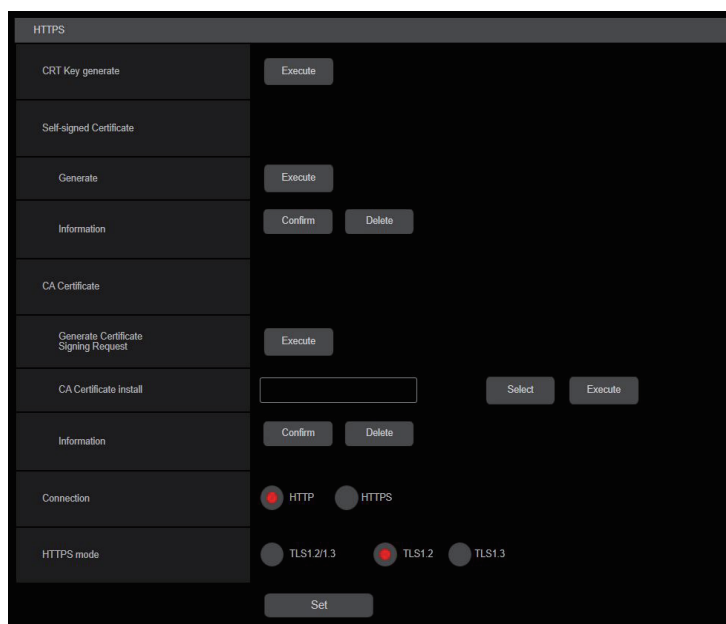 HTTPS
CRT Key generate Execute
Self-signed Certificate
Generate Execute
Information Confirm Delete
CA Certificate
Generate Certificate
Signing Request Execute
CA Certificate install Select Execute
Information Confirm Delete
Connection HTTP HTTPS
HTTPS mode TLS1.2/1.3 TLS1.2 TLS1.3
Set